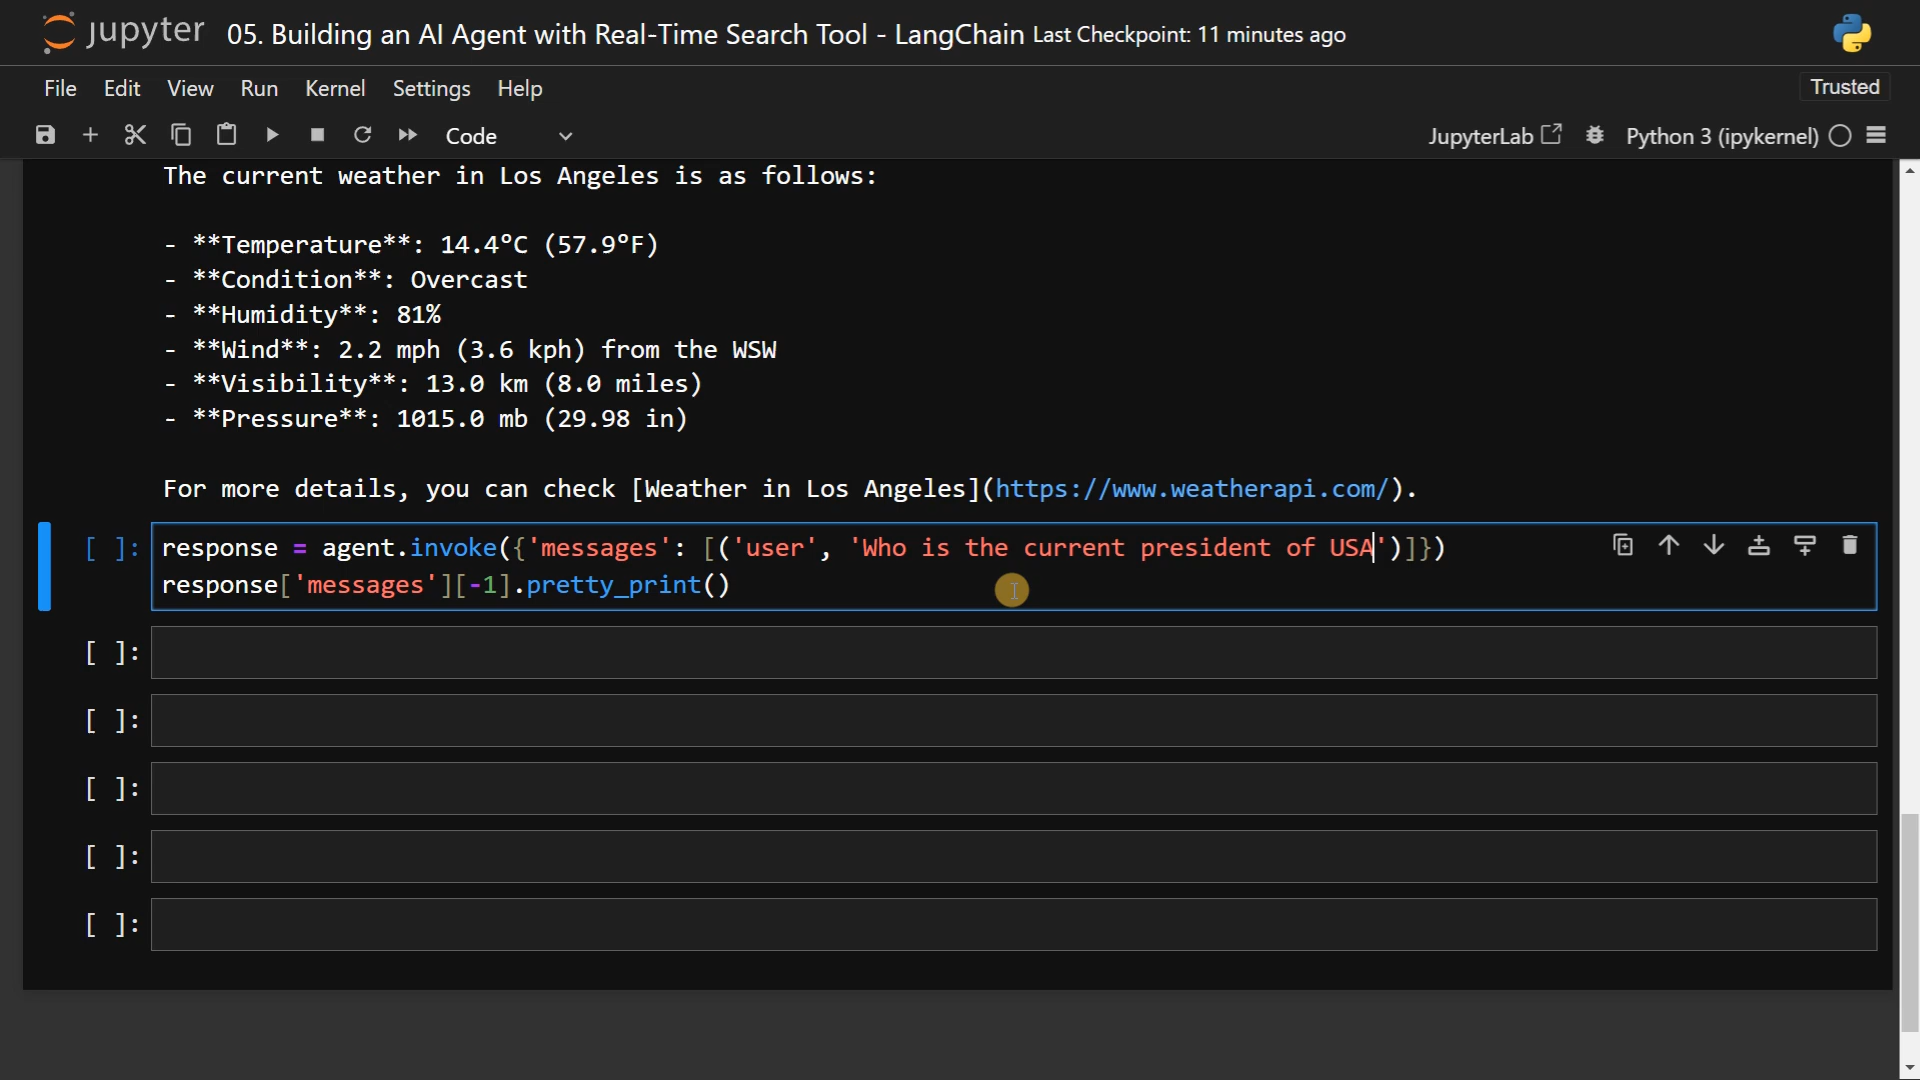 jupyter 05. Building an AI Agent with Real-Time Search Tool - LangChain Last Checkpoint: 11 minutes ago
File Edit View Run Kernel Settings Help Trusted
Code JupyterLab Python 3 (ipykernel)
The current weather in Los Angeles is as follows:
- **Temperature**: 14.4°C (57.9°F)
- **Condition**: Overcast
- **Humidity**: 81%
- **Wind**: 2.2 mph (3.6 kph) from the WSW
- **Visibility**: 13.0 km (8.0 miles)
- **Pressure**: 1015.0 mb (29.98 in)
For more details, you can check [Weather in Los Angeles](https://www.weatherapi.com/).
[ ]: response = agent.invoke({'messages': [('user', 'Who is the current president of USA')]})
response['messages'][-1].pretty_print()
[ ]:
[ ]:
[ ]:
[ ]:
[ ]: